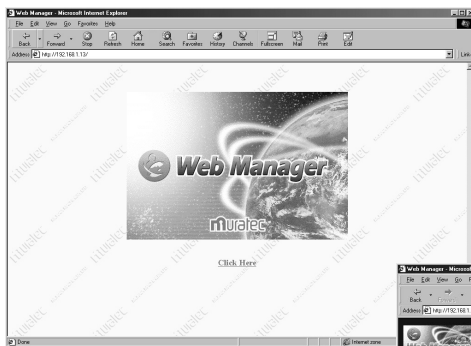 Web Manager - Microsoft Internet Explorer
File Edit View Go Favorites Help
Back Forward Stop Refresh Home Search Favorites History Channels Fullscreen Mail Print Edit
Address http://192.168.1.13/
Link
Web Manager
muratec
Click Here
Web Manager - Microsof
File Edit View Go F
Back
Address http://192.168.1.
Done
Internet zone